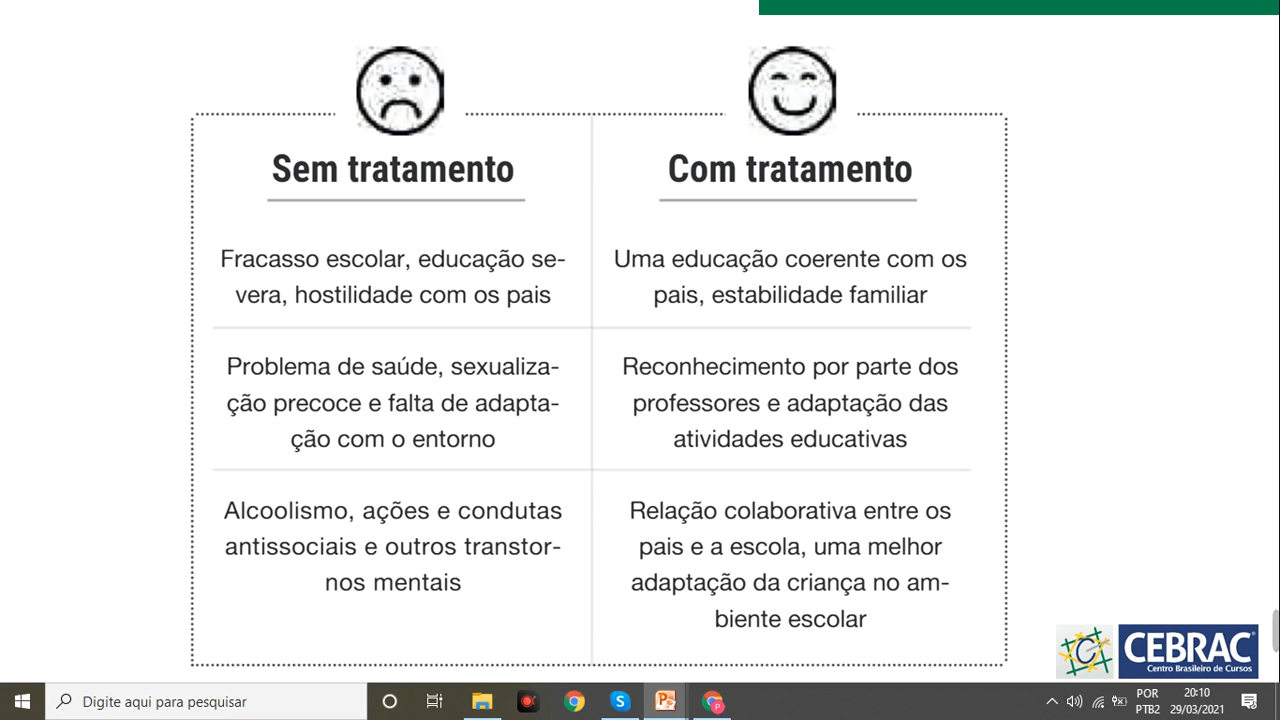 Sem tratamento
Fracasso escolar, educação se-
vera, hostilidade com os pais
Problema de saúde, sexualiza-
ção precoce e falta de adapta-
ção com o entorno
Alcoolismo, ações e condutas
antissociais e outros transtor-
nos mentais
Com tratamento
Uma educação coerente com os
pais, estabilidade familiar
Reconhecimento por parte dos
professores e adaptação das
atividades educativas
Relação colaborativa entre os
pais e a escola, uma melhor
adaptação da criança no am-
biente escolar
CEBRAC
Centro Brasileiro de Cursos
Digite aqui para pesquisar
POR
PTB2
20:10
29/03/2021